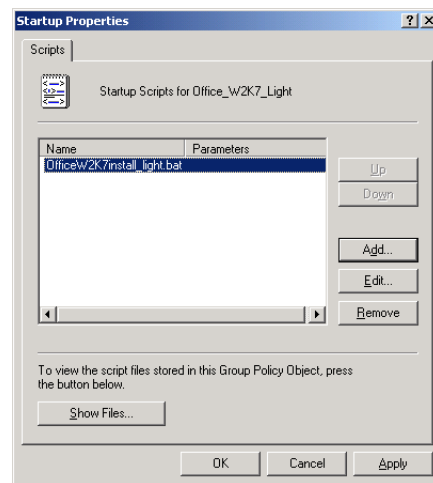 Startup Properties
Scripts
Startup Scripts for Office_W2K7_Light
Name Parameters
OfficeW2K7install_light.bat
Up
Down
Add...
Edit...
Remove
To view the script files stored in this Group Policy Object, press
the button below.
Show Files...
OK Cancel Apply